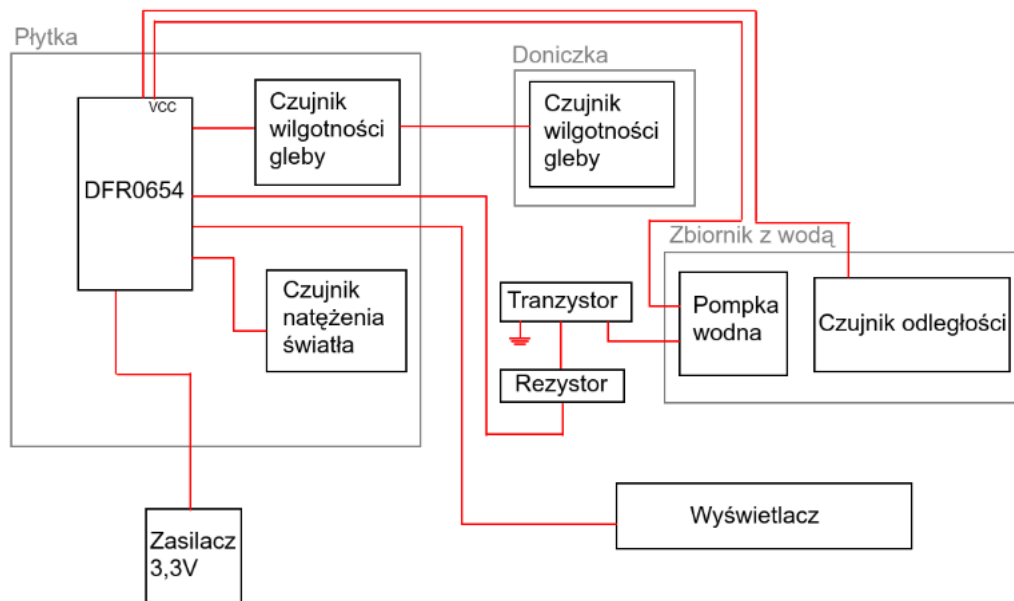 Płytka
VCC
DFR0654
Czujnik
wilgotności
gleby
Doniczka
Czujnik
wilgotności
gleby
Czujnik
natężenia
światła
Tranzystor
Rezystor
Zbiornik z wodą
Pompka
wodna
Czujnik odległości
Wyświetlacz
Zasilacz
3,3V